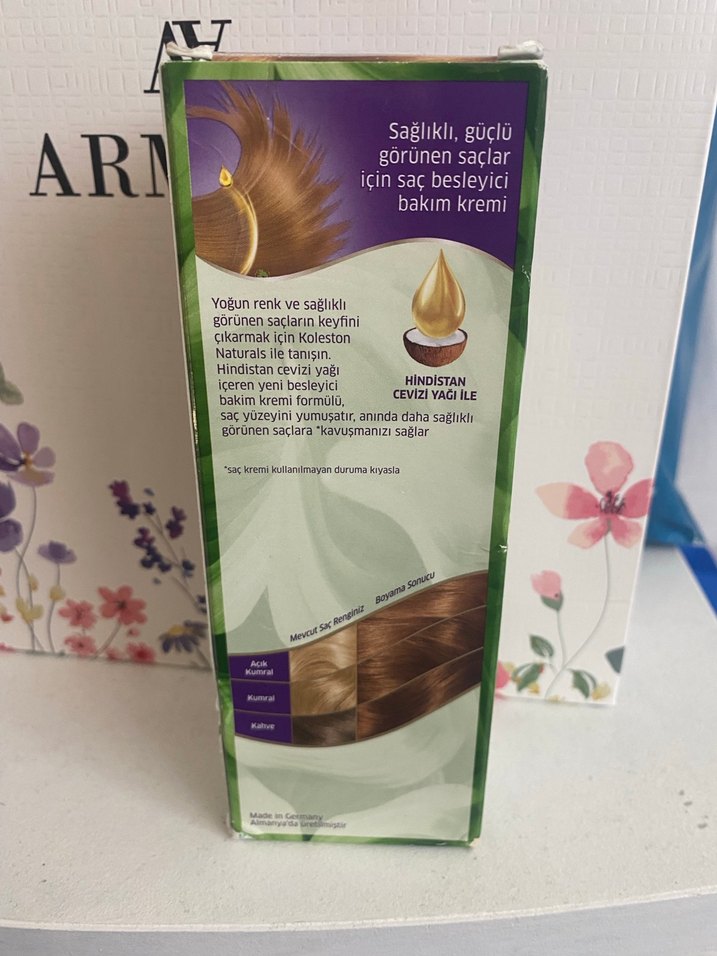 ARM
Sağlıklı, güçlü
görünen saçlar
için saç besleyici
bakım kremi
Yoğun renk ve sağlıklı
görünen saçların keyfini
çıkarmak için Koleston
Naturals ile tanışın.
Hindistan cevizi yağı
içeren yeni besleyici
bakım kremi formülü,
saç yüzeyini yumuşatır, anında daha sağlıklı
görünen saçlara *kavuşmanızı sağlar
HİNDİSTAN
CEVİZİ YAĞI İLE
*saç kremi kullanılmayan duruma kıyasla
Mevcut Saç Renginiz
Boyama Sonucu
Açık
Kumral
Kumral
Kahve
Made in Germany
Almanya'da üretilmiştir